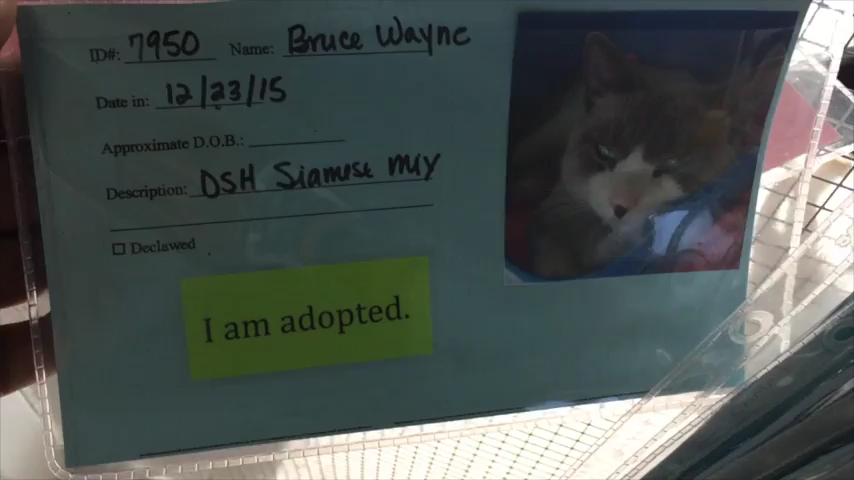 ID#: 7950 Name: Bruce Wayne
Date in: 12/23/15
Approximate D.O.B.:
Description: DSH Siamese mix
Declawed
I am adopted.